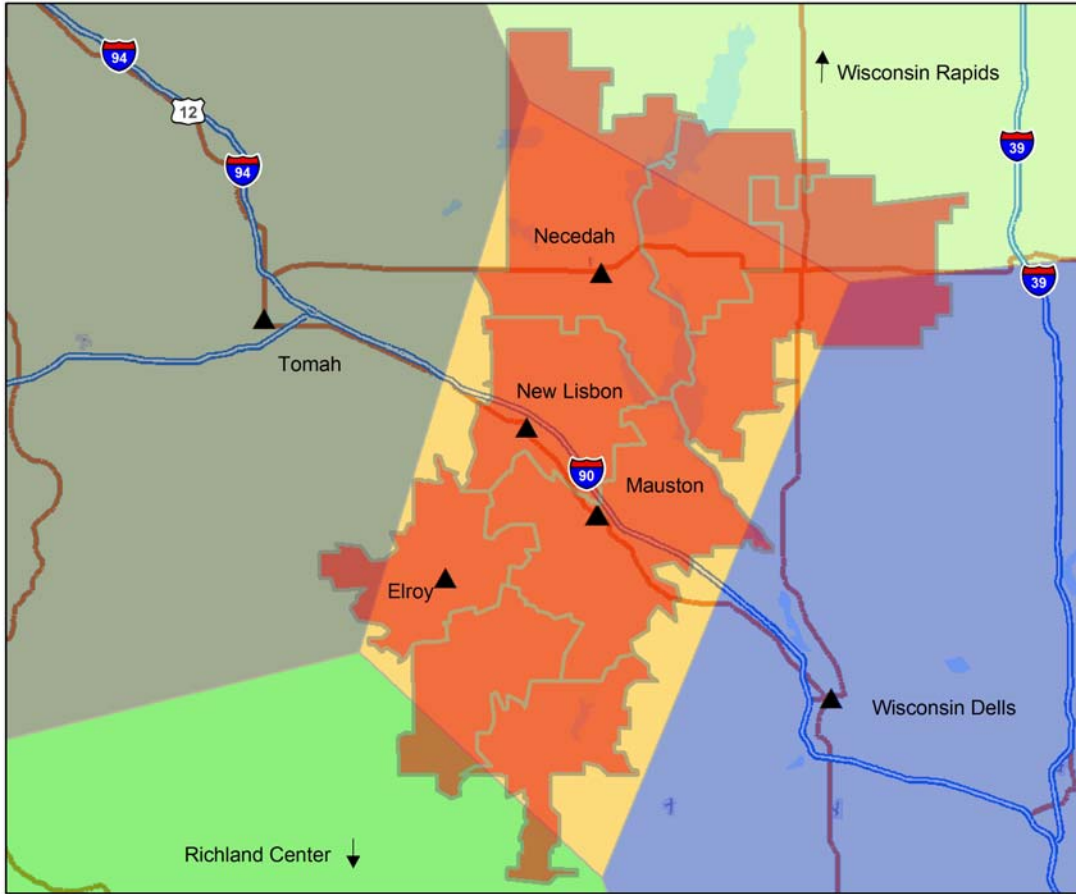 94
Wisconsin Rapids
12
39
94
Necedah
39
Tomah
New Lisbon
90
Mauston
Elroy
Wisconsin Dells
Richland Center